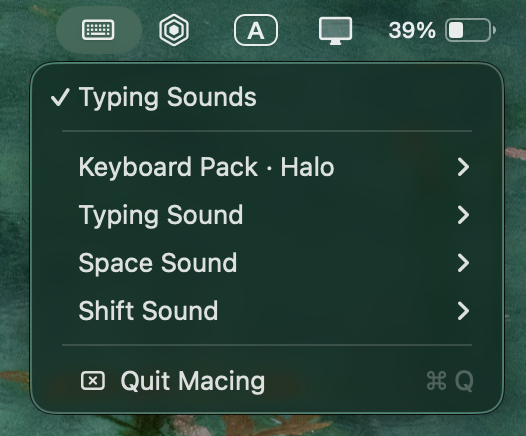 A
39%
✓ Typing Sounds
Keyboard Pack · Halo
Typing Sound
Space Sound
Shift Sound
Quit Macing ⌘ Q